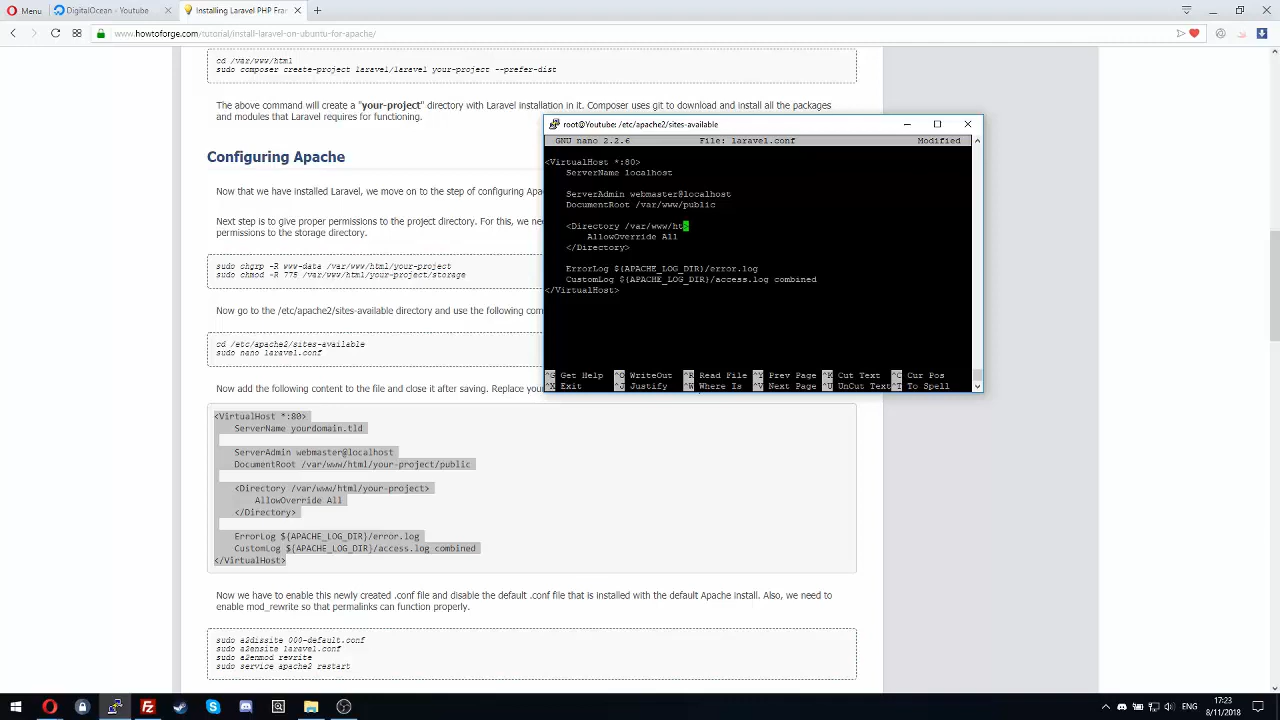 Menu
DigitalOcean - Youtube
Installing Laravel PHP Fra
www.howtoforge.com/tutorial/install-laravel-on-ubuntu-for-apache/
cd /var/www/html
sudo composer create-project laravel/laravel your-project --prefer-dist
The above command will create a "your-project" directory with Laravel installation in it. Composer uses git to download and install all the packages
and modules that Laravel requires for functioning.
Configuring Apache
Now that we have installed Laravel, we move on to the step of configuring Apa
Next step is to give proper permissions to the project directory. For this, we nee
permissions to the storage directory.
sudo chgrp -R www-data /var/www/html/your-project
sudo chmod -R 775 /var/www/html/your-project/storage
Now go to the /etc/apache2/sites-available directory and use the following com
cd /etc/apache2/sites-available
sudo nano laravel.conf
Now add the following content to the file and close it after saving. Replace you
<VirtualHost *:80>
ServerName yourdomain.tld
ServerAdmin webmaster@localhost
DocumentRoot /var/www/html/your-project/public
<Directory /var/www/html/your-project>
AllowOverride All
</Directory>
ErrorLog ${APACHE_LOG_DIR}/error.log
CustomLog ${APACHE_LOG_DIR}/access.log combined
</VirtualHost>
Now we have to enable this newly created .conf file and disable the default .conf file that is installed with the default Apache install. Also, we need to
enable mod_rewrite so that permalinks can function properly.
sudo a2dissite 000-default.conf
sudo a2ensite laravel.conf
sudo a2enmod rewrite
sudo service apache2 restart
root@Youtube: /etc/apache2/sites-available
GNU nano 2.2.6 File: laravel.conf Modified
<VirtualHost *:80>
ServerName localhost
ServerAdmin webmaster@localhost
DocumentRoot /var/www/public
<Directory /var/www/ht>
AllowOverride All
</Directory>
ErrorLog ${APACHE_LOG_DIR}/error.log
CustomLog ${APACHE_LOG_DIR}/access.log combined
</VirtualHost>
^G Get Help ^O WriteOut ^R Read File ^Y Prev Page ^K Cut Text ^C Cur Pos
^X Exit ^J Justify ^W Where Is ^V Next Page ^U UnCut Text ^T To Spell
ENG
17:23
8/11/2018